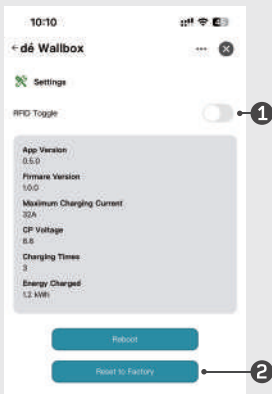 10:10
dé Wallbox
Settings
RFID Toggle
1
App Version
0.5.0
Firmare Version
1.0.0
Maximum Charging Current
32A
CP Voltage
6.6
Charging Times
3
Energy Charged
1.2 kWh
Reboot
Reset to Factory
2